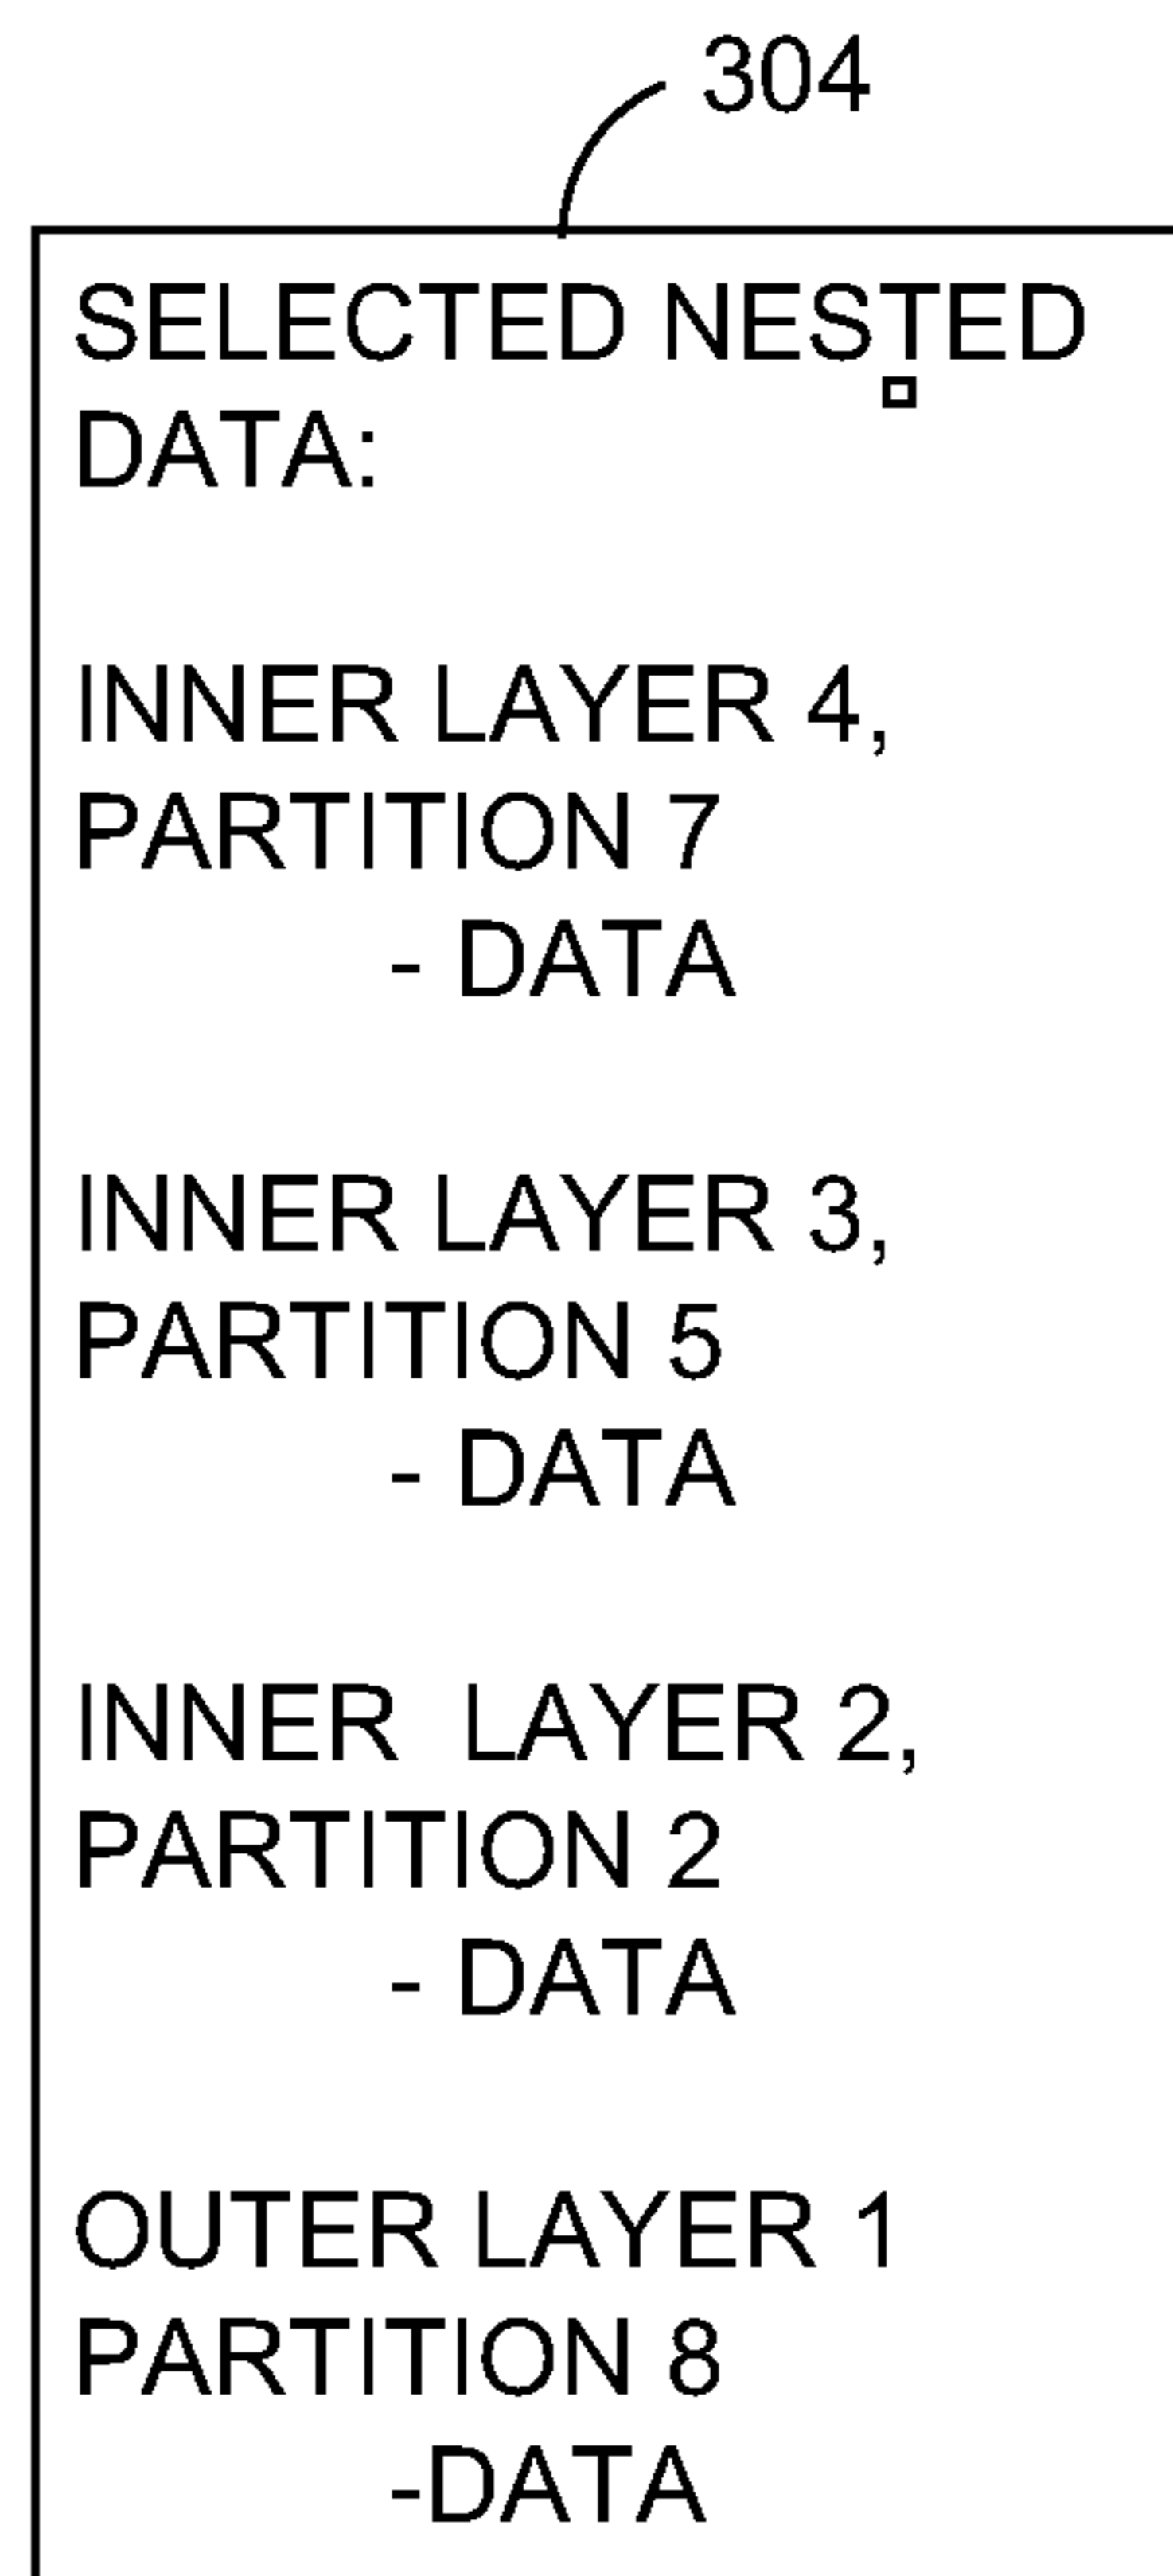 304
SELECTED NESTED
DATA:
INNER LAYER 4,
PARTITION 7
- DATA
INNER LAYER 3,
PARTITION 5
- DATA
INNER  LAYER 2,
PARTITION 2
- DATA
OUTER LAYER 1
PARTITION 8
-DATA